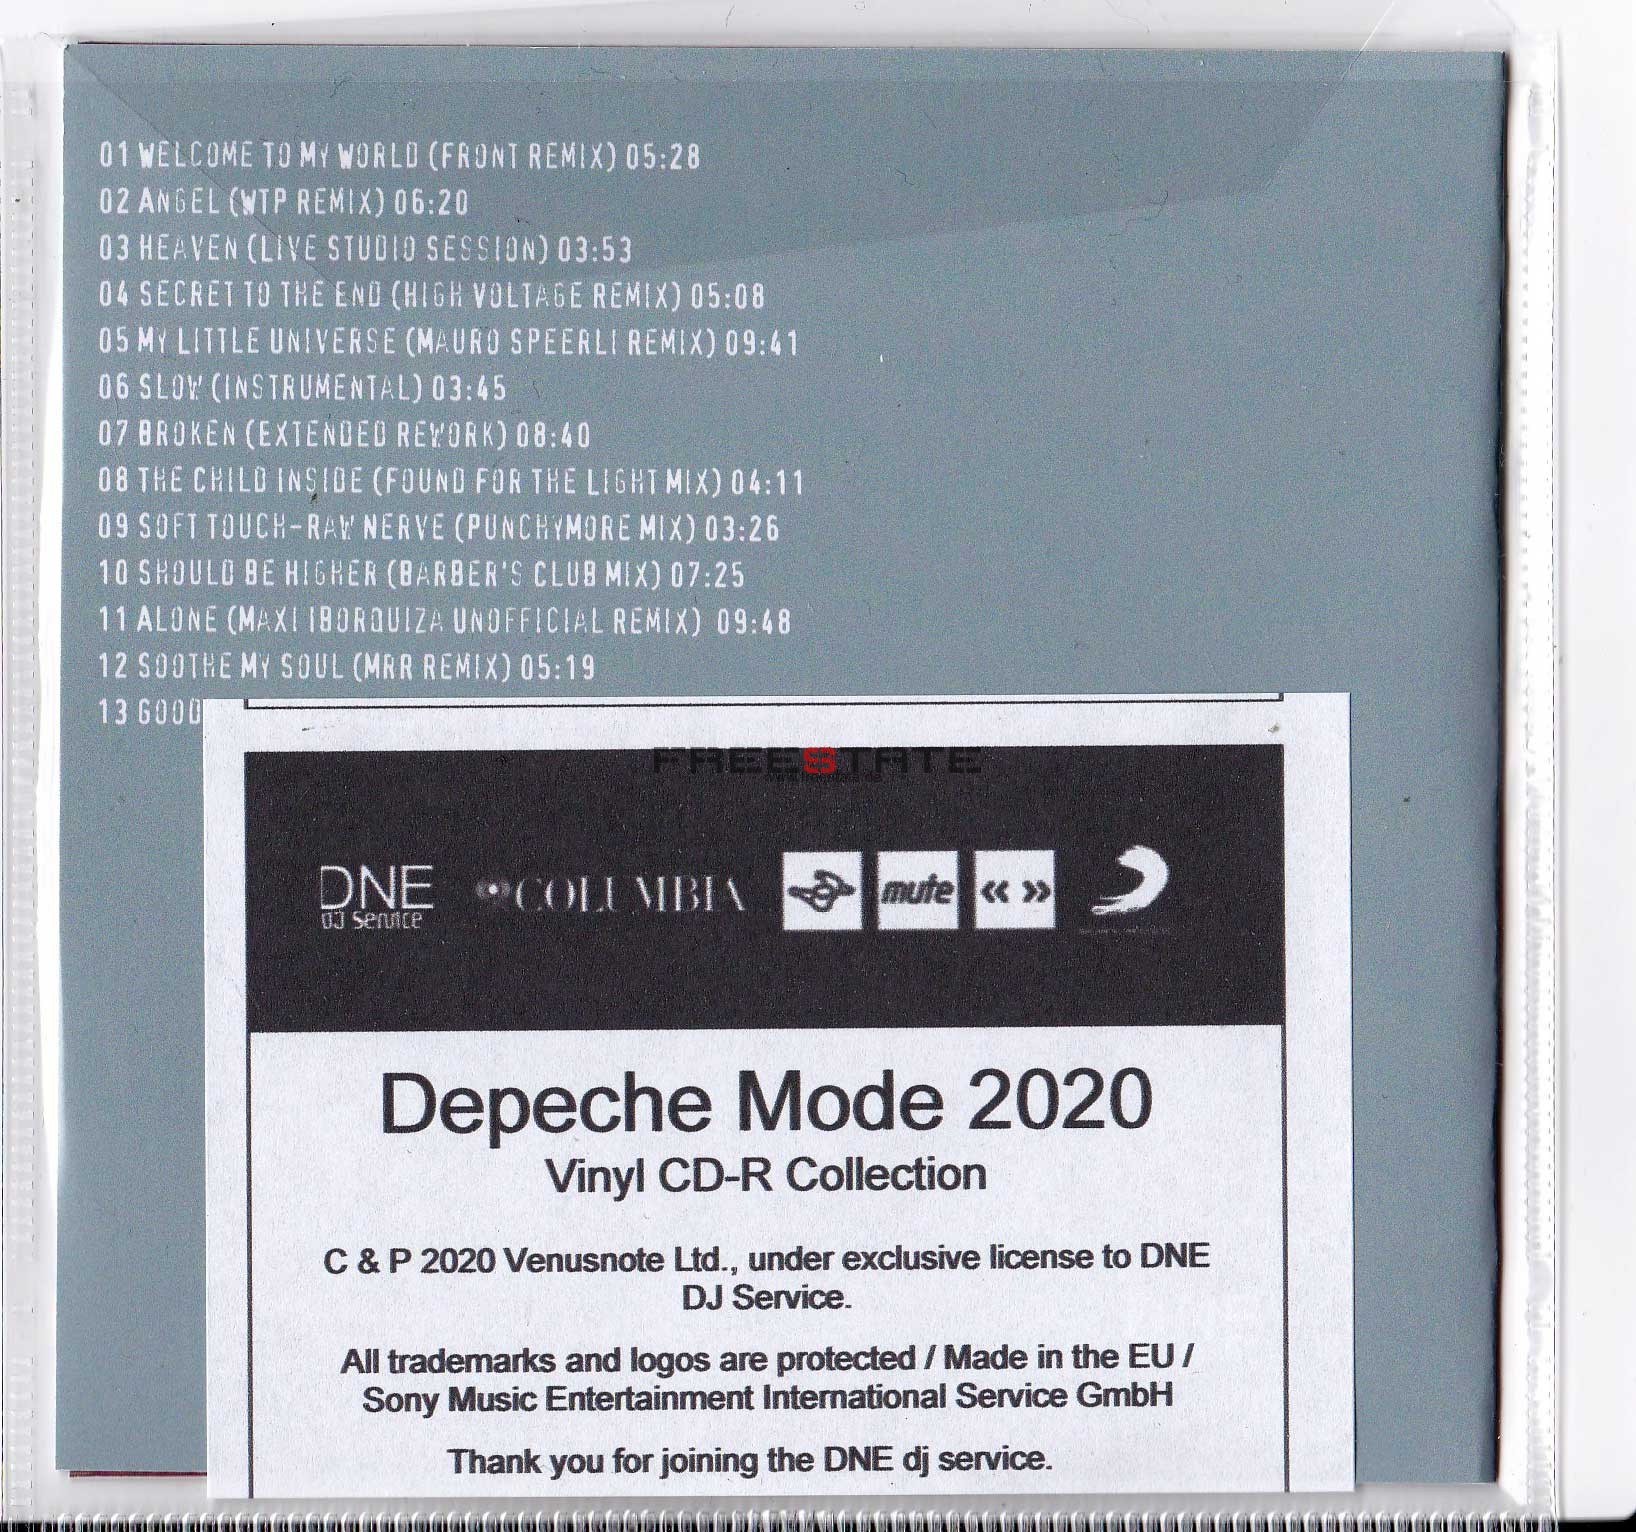 01 WELCOME TO MY WORLD (FRONT REMIX) 05:28
02 ANGEL (WTP REMIX) 06:20
03 HEAVEN (LIVE STUDIO SESSION) 03:53
04 SECRET TO THE END (HIGH VOLTAGE REMIX) 05:08
05 MY LITTLE UNIVERSE (MAURO SPEERLI REMIX) 09:41
06 SLOW (INSTRUMENTAL) 03:45
07 BROKEN (EXTENDED REWORK) 08:40
08 THE CHILD INSIDE (FOUND FOR THE LIGHT MIX) 04:11
09 SOFT TOUCH-RAW NERVE (PUNCHYMORE MIX) 03:26
10 SHOULD BE HIGHER (BARBER'S CLUB MIX) 07:25
11 ALONE (MAXI IBORQUIZA UNOFFICIAL REMIX) 09:48
12 SOOTHE MY SOUL (MRR REMIX) 05:19
13 GOOD
FREESTATE
DNE COLUMBIA mute « »
DJ Service
Depeche Mode 2020
Vinyl CD-R Collection
C & P 2020 Venusnote Ltd., under exclusive license to DNE
DJ Service.
All trademarks and logos are protected / Made in the EU /
Sony Music Entertainment International Service GmbH
Thank you for joining the DNE dj service.